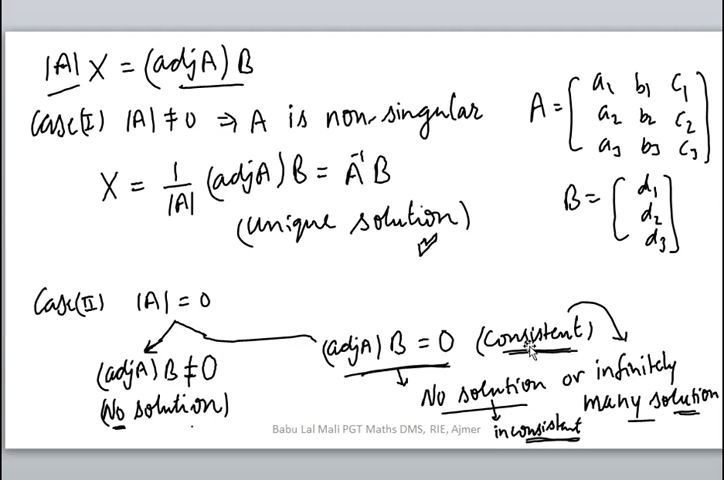 |A| X = (adjA) B
Case(I) |A| ≠ 0 ⇒ A is non-singular
X = 1/|A| (adjA) B = A⁻¹ B
(unique solution)
A = [ a₁ b₁ c₁
a₂ b₂ c₂
a₃ b₃ c₃ ]
B = [ d₁
d₂
d₃ ]
Case(II) |A| = 0
(adjA) B ≠ 0
(No solution)
(adjA) B = 0 (Consistent)
No solution or infinitely
many solution
inconsistent
Babu Lal Mali PGT Maths DMS, RIE, Ajmer